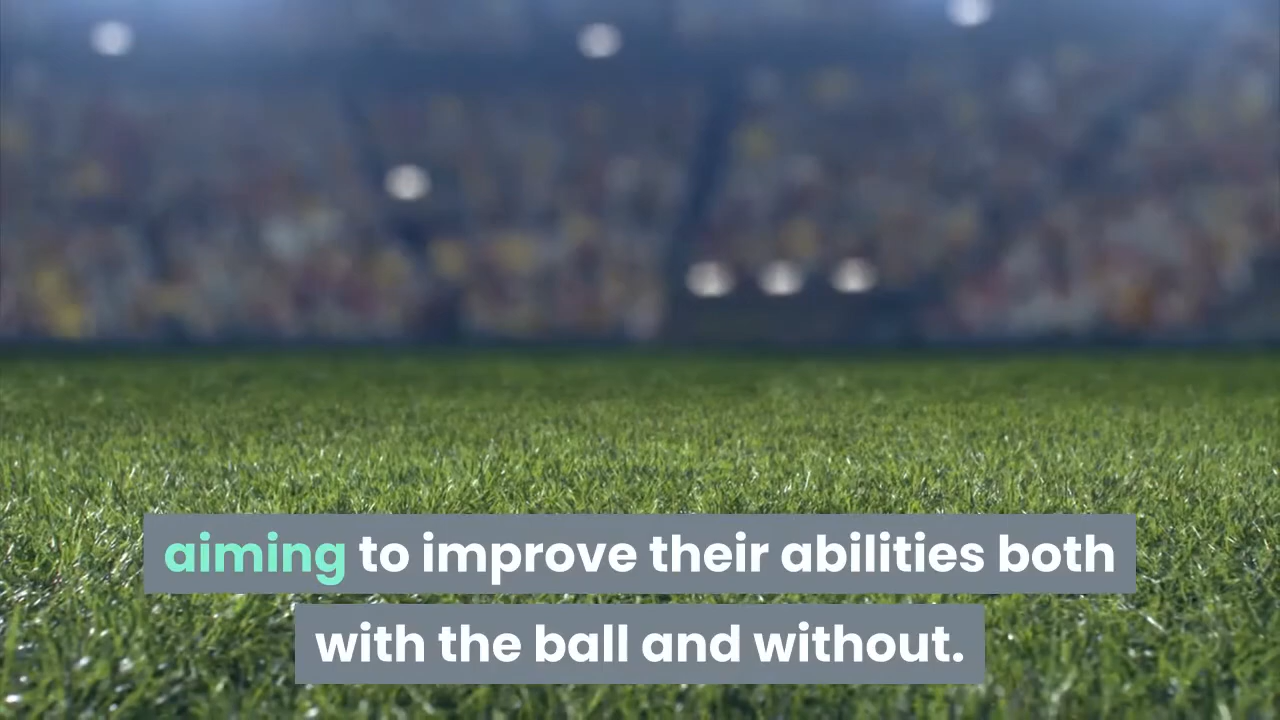 aiming to improve their abilities both
with the ball and without.